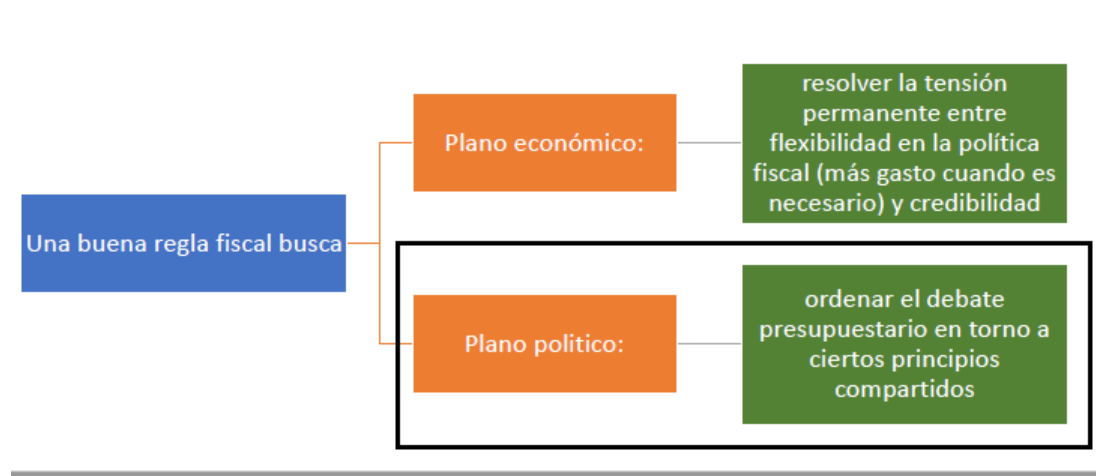 Una buena regla fiscal busca
Plano económico:
resolver la tensión
permanente entre
flexibilidad en la política
fiscal (más gasto cuando es
necesario) y credibilidad
Plano politico:
ordenar el debate
presupuestario en torno a
ciertos principios
compartidos